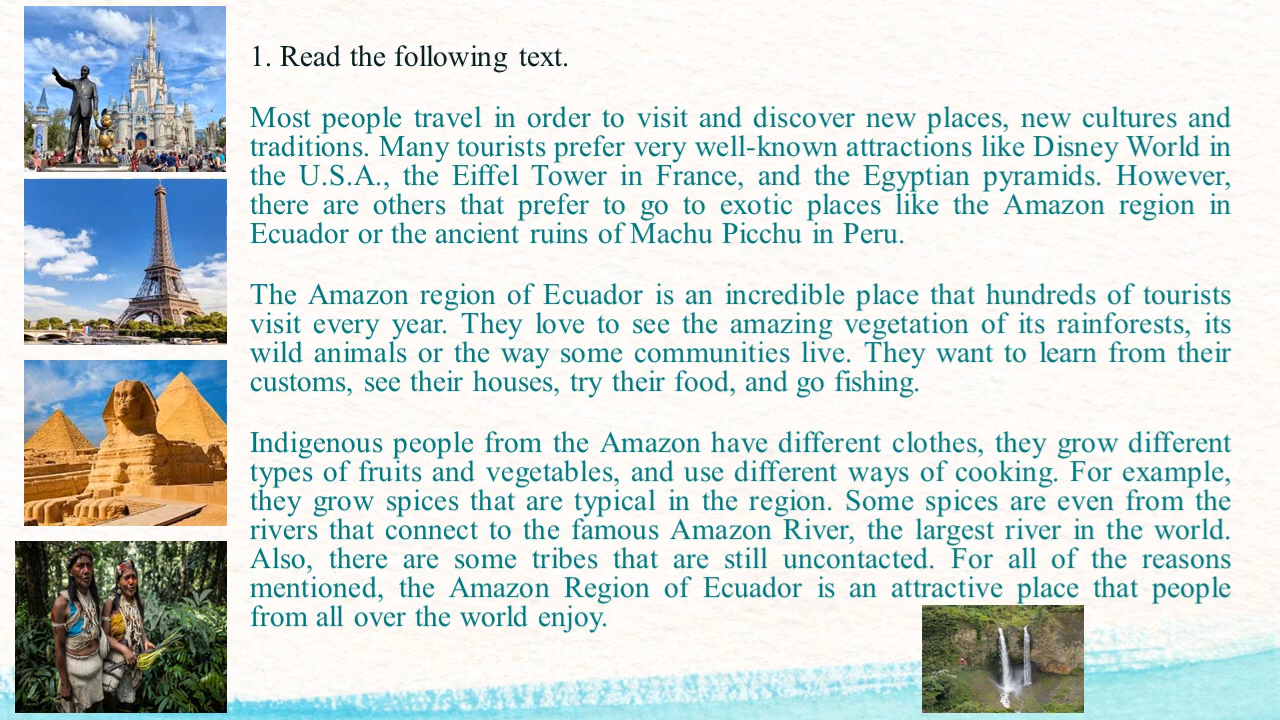 1. Read the following text.
Most people travel in order to visit and discover new places, new cultures and
traditions. Many tourists prefer very well-known attractions like Disney World in
the U.S.A., the Eiffel Tower in France, and the Egyptian pyramids. However,
there are others that prefer to go to exotic places like the Amazon region in
Ecuador or the ancient ruins of Machu Picchu in Peru.
The Amazon region of Ecuador is an incredible place that hundreds of tourists
visit every year. They love to see the amazing vegetation of its rainforests, its
wild animals or the way some communities live. They want to learn from their
customs, see their houses, try their food, and go fishing.
Indigenous people from the Amazon have different clothes, they grow different
types of fruits and vegetables, and use different ways of cooking. For example,
they grow spices that are typical in the region. Some spices are even from the
rivers that connect to the famous Amazon River, the largest river in the world.
Also, there are some tribes that are still uncontacted. For all of the reasons
mentioned, the Amazon Region of Ecuador is an attractive place that people
from all over the world enjoy.